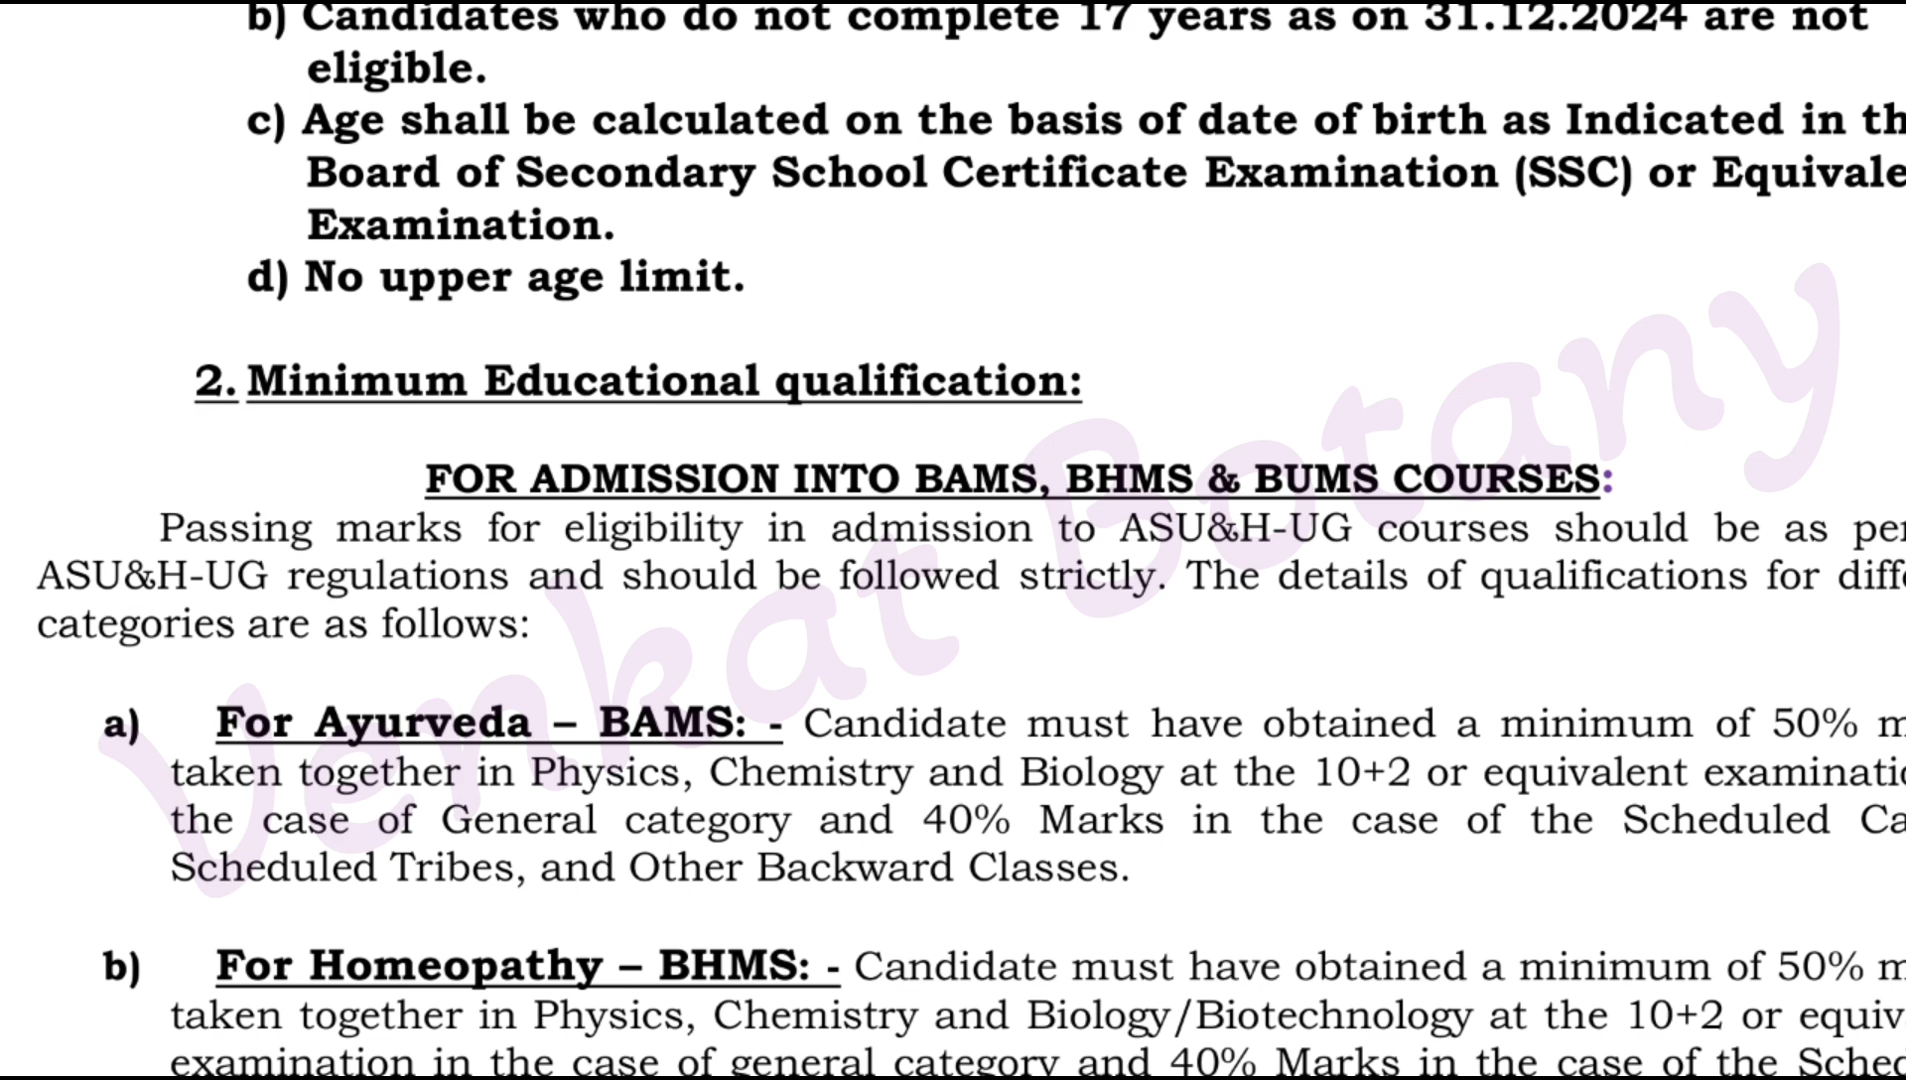 b) Candidates who do not complete 17 years as on 31.12.2024 are not
eligible.
c) Age shall be calculated on the basis of date of birth as Indicated in th
Board of Secondary School Certificate Examination (SSC) or Equivale
Examination.
d) No upper age limit.
2. Minimum Educational qualification:
FOR ADMISSION INTO BAMS, BHMS & BUMS COURSES:
Passing marks for eligibility in admission to ASU&H-UG courses should be as per
ASU&H-UG regulations and should be followed strictly. The details of qualifications for diffe
categories are as follows:
a) For Ayurveda – BAMS: - Candidate must have obtained a minimum of 50% m
taken together in Physics, Chemistry and Biology at the 10+2 or equivalent examinatio
the case of General category and 40% Marks in the case of the Scheduled Ca
Scheduled Tribes, and Other Backward Classes.
b) For Homeopathy – BHMS: - Candidate must have obtained a minimum of 50% m
taken together in Physics, Chemistry and Biology/Biotechnology at the 10+2 or equiv
examination in the case of general category and 40% Marks in the case of the Sched
Venkat Botany